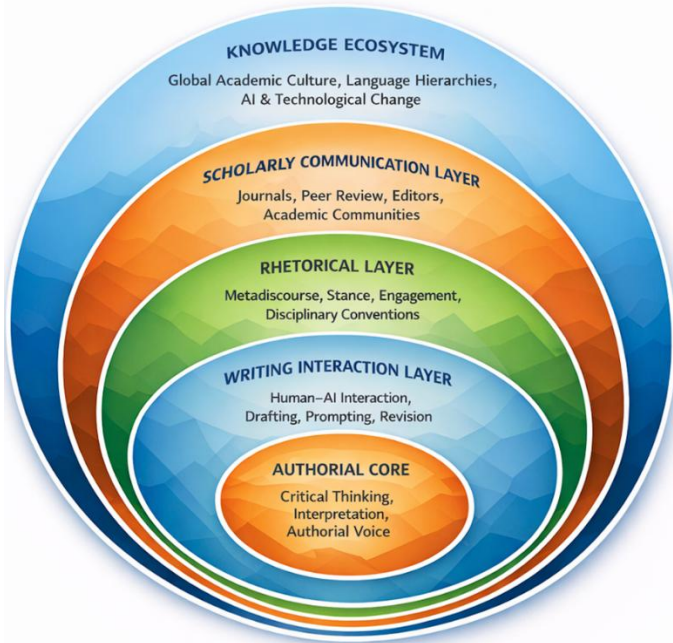 KNOWLEDGE ECOSYSTEM
Global Academic Culture, Language Hierarchies,
AI & Technological Change
SCHOLARLY COMMUNICATION LAYER
Journals, Peer Review, Editors,
Academic Communities
RHETORICAL LAYER
Metadiscourse, Stance, Engagement,
Disciplinary Conventions
WRITING INTERACTION LAYER
Human–AI Interaction,
Drafting, Prompting, Revision
AUTHORIAL CORE
Critical Thinking,
Interpretation,
Authorial Voice